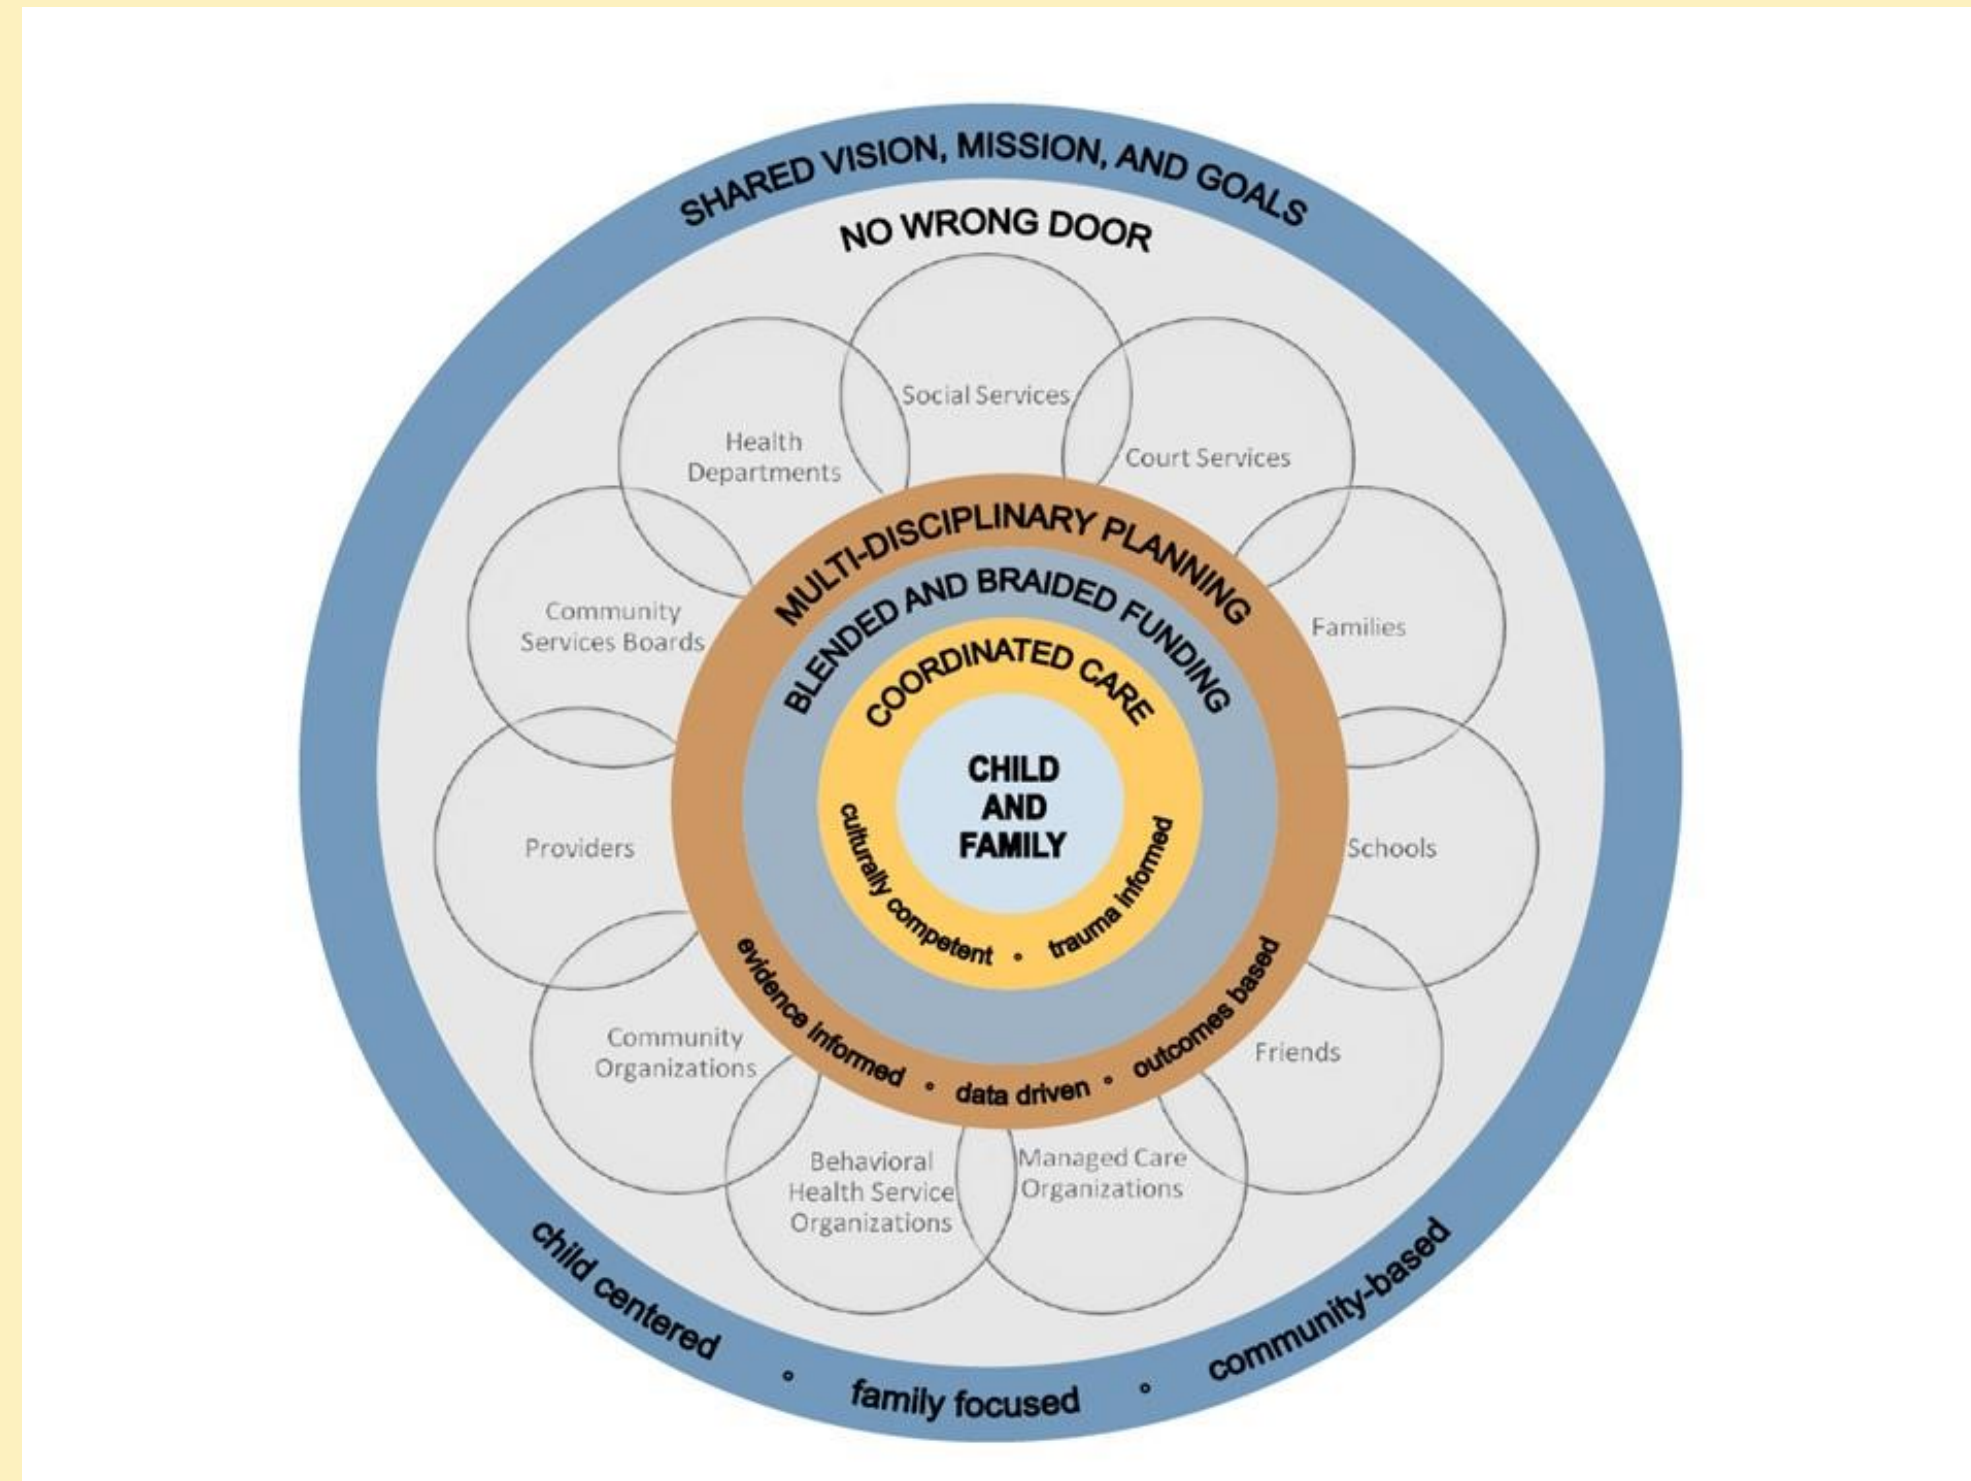 SHARED VISION, MISSION, AND GOALS
NO WRONG DOOR
Social Services
Health
Departments
Court Services
Community
Services Boards
Families
Providers
Schools
Community
Organizations
Friends
Behavioral
Health Service
Organizations
Managed Care
Organizations
MULTI-DISCIPLINARY PLANNING
BLENDED AND BRAIDED FUNDING
COORDINATED CARE
CHILD
AND
FAMILY
culturally competent ∘ trauma informed
evidence informed ∘ data driven ∘ outcomes based
child centered ∘ family focused ∘ community-based